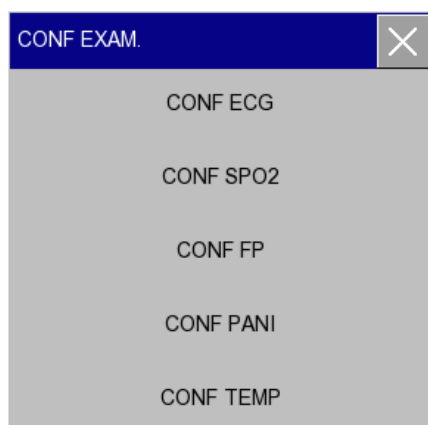 CONF EXAM.
CONF ECG
CONF SPO2
CONF FP
CONF PANI
CONF TEMP